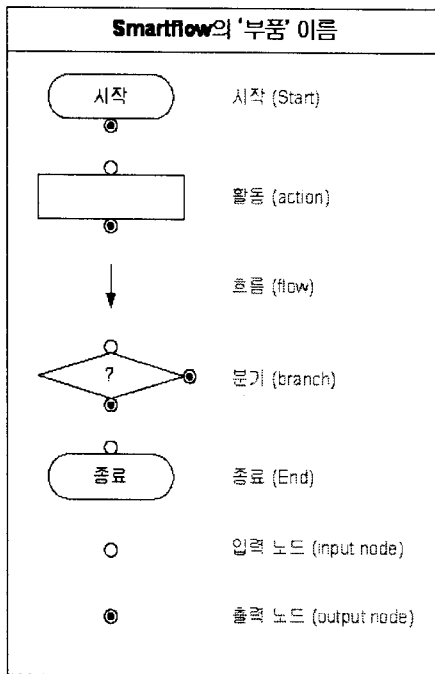 Smartflow의 '부품' 이름
시작 시작 (Start)
활동 (action)
흐름 (flow)
? 분기 (branch)
종료 종료 (End)
입력 노드 (input node)
출력 노드 (output node)